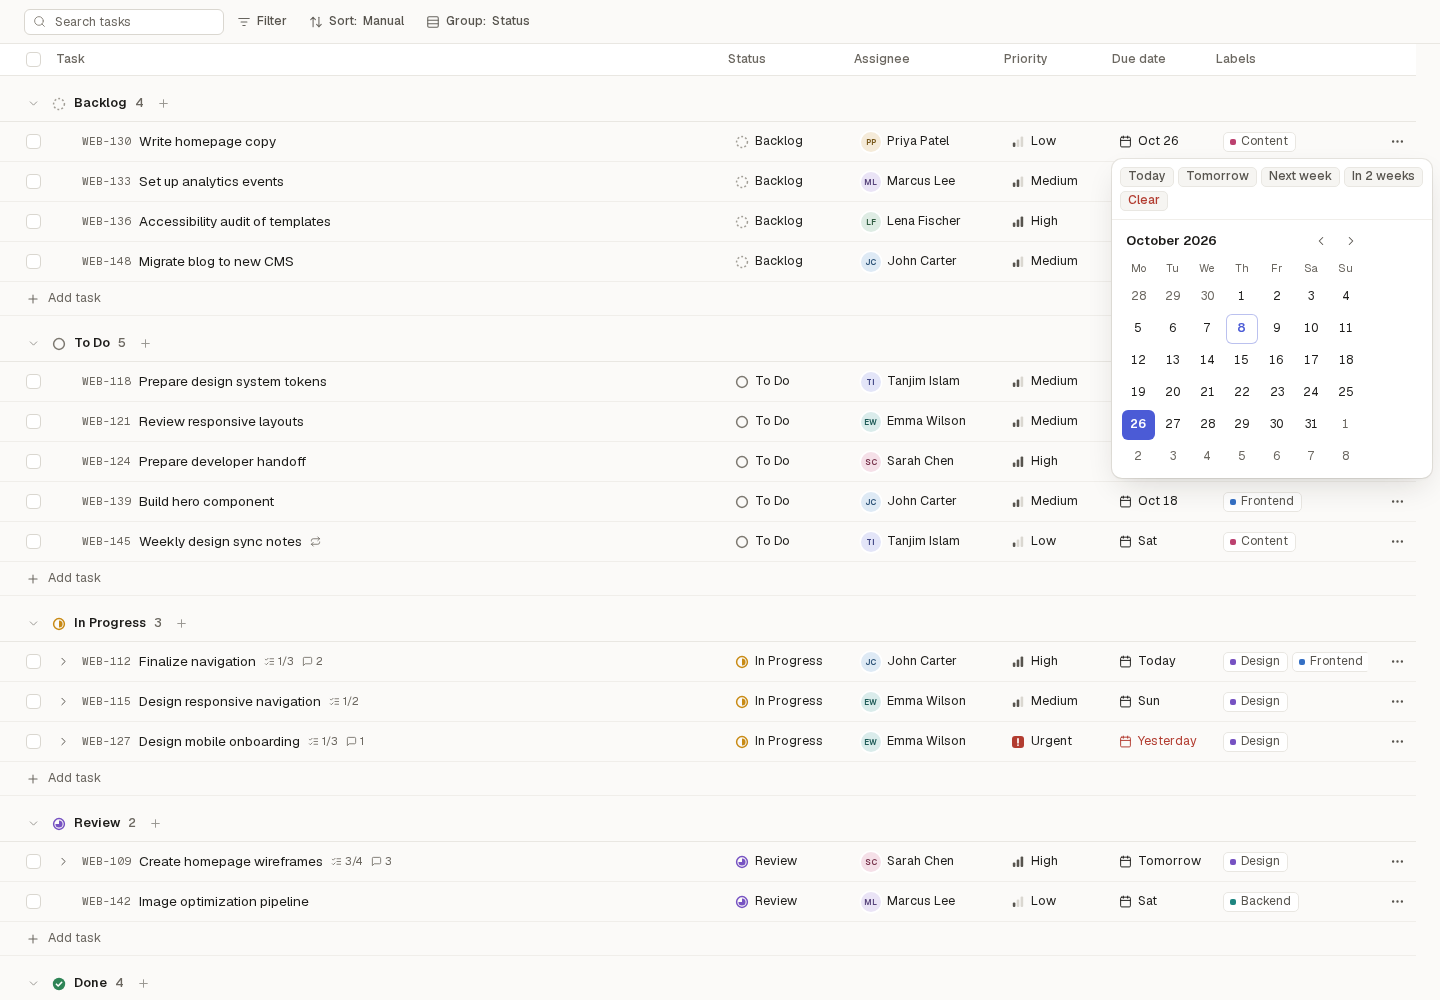 Search tasks Filter Sort: Manual Group: Status
Task Status Assignee Priority Due date Labels
Backlog 4
WEB-130 Write homepage copy Backlog PP Priya Patel Low Oct 26 Content
WEB-133 Set up analytics events Backlog ML Marcus Lee Medium
WEB-136 Accessibility audit of templates Backlog LF Lena Fischer High
WEB-148 Migrate blog to new CMS Backlog JC John Carter Medium
Add task
Today Tomorrow Next week In 2 weeks
Clear
October 2026
Mo Tu We Th Fr Sa Su
28 29 30 1 2 3 4
5 6 7 8 9 10 11
12 13 14 15 16 17 18
19 20 21 22 23 24 25
26 27 28 29 30 31 1
2 3 4 5 6 7 8
To Do 5
WEB-118 Prepare design system tokens To Do TI Tanjim Islam Medium
WEB-121 Review responsive layouts To Do EW Emma Wilson Medium
WEB-124 Prepare developer handoff To Do SC Sarah Chen High
WEB-139 Build hero component To Do JC John Carter Medium Oct 18 Frontend
WEB-145 Weekly design sync notes To Do TI Tanjim Islam Low Sat Content
Add task
In Progress 3
WEB-112 Finalize navigation 1/3 2 In Progress JC John Carter High Today Design Frontend
WEB-115 Design responsive navigation 1/2 In Progress EW Emma Wilson Medium Sun Design
WEB-127 Design mobile onboarding 1/3 1 In Progress EW Emma Wilson Urgent Yesterday Design
Add task
Review 2
WEB-109 Create homepage wireframes 3/4 3 Review SC Sarah Chen High Tomorrow Design
WEB-142 Image optimization pipeline Review ML Marcus Lee Low Sat Backend
Add task
Done 4